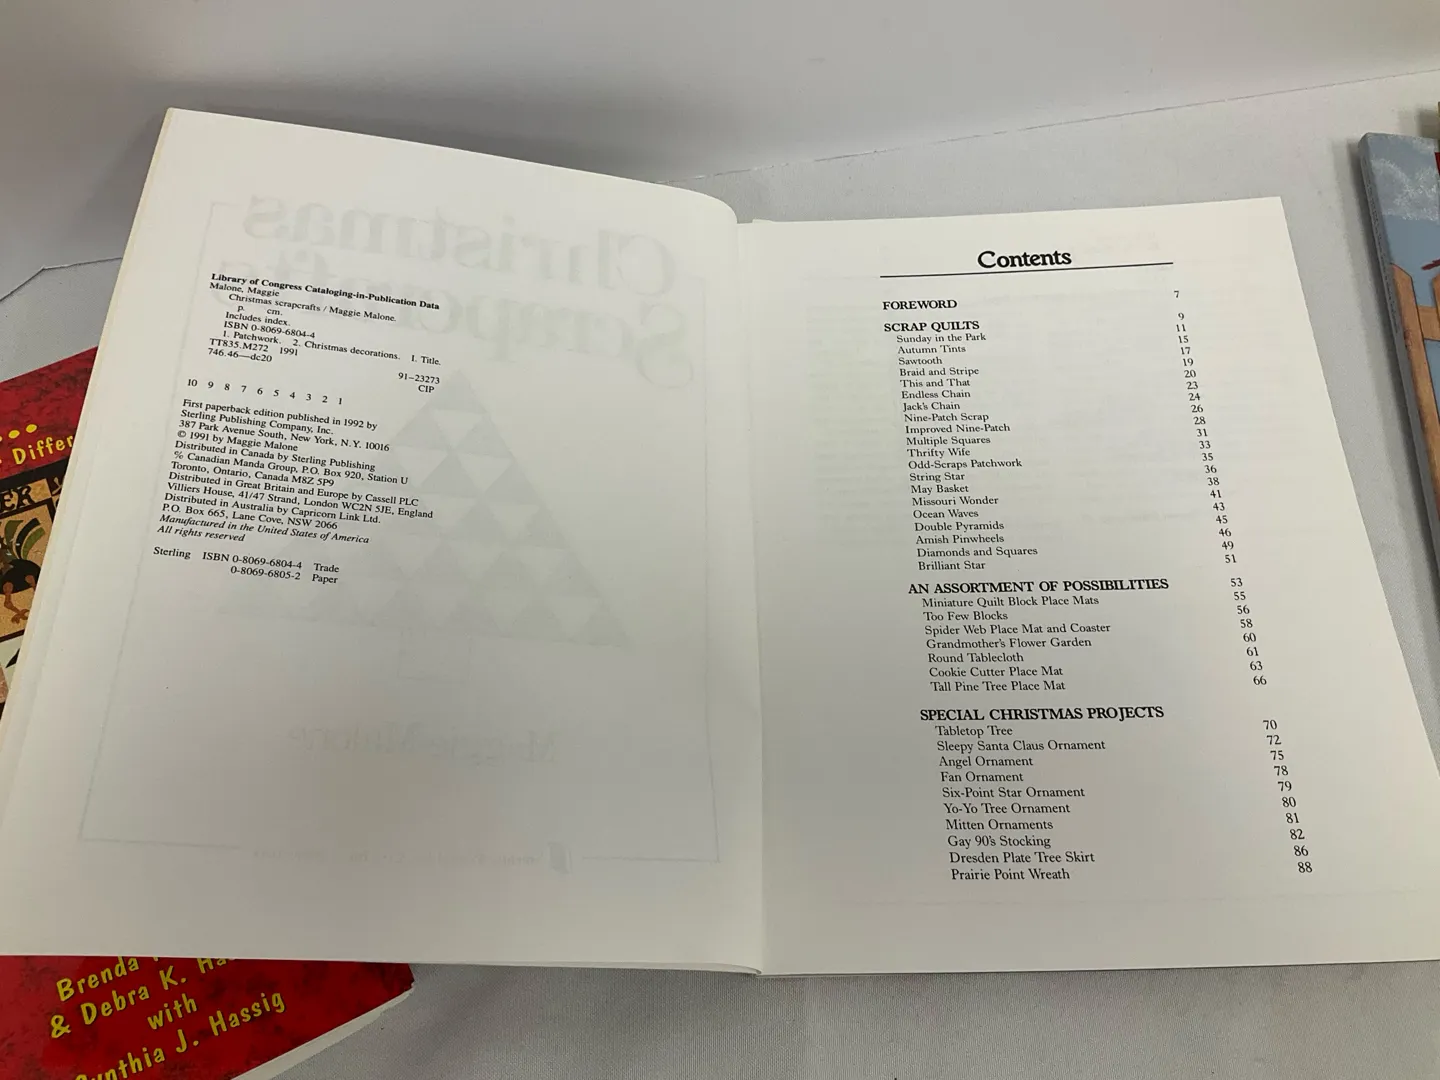 Library of Congress Cataloging-in-Publication Data
Malone, Maggie
Christmas scrapcrafts / Maggie Malone.
p. cm.
Includes index.
ISBN 0-8069-6804-4
1. Patchwork. 2. Christmas decorations. I. Title.
TT835.M272 1991
746.46—dc20
91–23273
CIP
10 9 8 7 6 5 4 3 2 1
First paperback edition published in 1992 by
Sterling Publishing Company, Inc.
387 Park Avenue South, New York, N.Y. 10016
© 1991 by Maggie Malone
Distributed in Canada by Sterling Publishing
% Canadian Manda Group, P.O. Box 920, Station U
Toronto, Ontario, Canada M8Z 5P9
Distributed in Great Britain and Europe by Cassell PLC
Villiers House, 41/47 Strand, London WC2N 5JE, England
Distributed in Australia by Capricorn Link Ltd.
P.O. Box 665, Lane Cove, NSW 2066
Manufactured in the United States of America
All rights reserved
Sterling ISBN 0-8069-6804-4 Trade
0-8069-6805-2 Paper
Contents
FOREWORD 7
SCRAP QUILTS 9
Sunday in the Park 11
Autumn Tints 15
Sawtooth 17
Braid and Stripe 19
This and That 20
Endless Chain 23
Jack's Chain 24
Nine-Patch Scrap 26
Improved Nine-Patch 28
Multiple Squares 31
Thrifty Wife 33
Odd-Scraps Patchwork 35
String Star 36
May Basket 38
Missouri Wonder 41
Ocean Waves 43
Double Pyramids 45
Amish Pinwheels 46
Diamonds and Squares 49
Brilliant Star 51
AN ASSORTMENT OF POSSIBILITIES 53
Miniature Quilt Block Place Mats 55
Too Few Blocks 56
Spider Web Place Mat and Coaster 58
Grandmother's Flower Garden 60
Round Tablecloth 61
Cookie Cutter Place Mat 63
Tall Pine Tree Place Mat 66
SPECIAL CHRISTMAS PROJECTS
Tabletop Tree 70
Sleepy Santa Claus Ornament 72
Angel Ornament 75
Fan Ornament 78
Six-Point Star Ornament 79
Yo-Yo Tree Ornament 80
Mitten Ornaments 81
Gay 90's Stocking 82
Dresden Plate Tree Skirt 86
Prairie Point Wreath 88
Christmas
Maggie Malone
Brenda
& Debra K.
with
J. Hassig